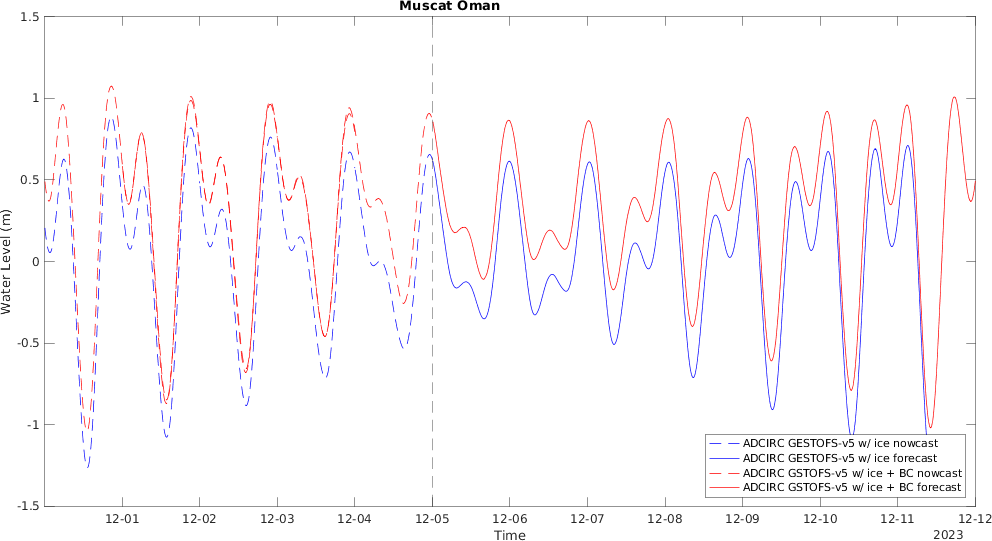 Muscat Oman
Water Level (m)
1.5
1
0.5
0
-0.5
-1
-1.5
12-01
12-02
12-03
12-04
12-05
12-06
12-07
12-08
12-09
12-10
12-11
12-12
Time
2023
ADCIRC GESTOFS-v5 w/ ice nowcast
ADCIRC GESTOFS-v5 w/ ice forecast
ADCIRC GSTOFS-v5 w/ ice + BC nowcast
ADCIRC GSTOFS-v5 w/ ice + BC forecast